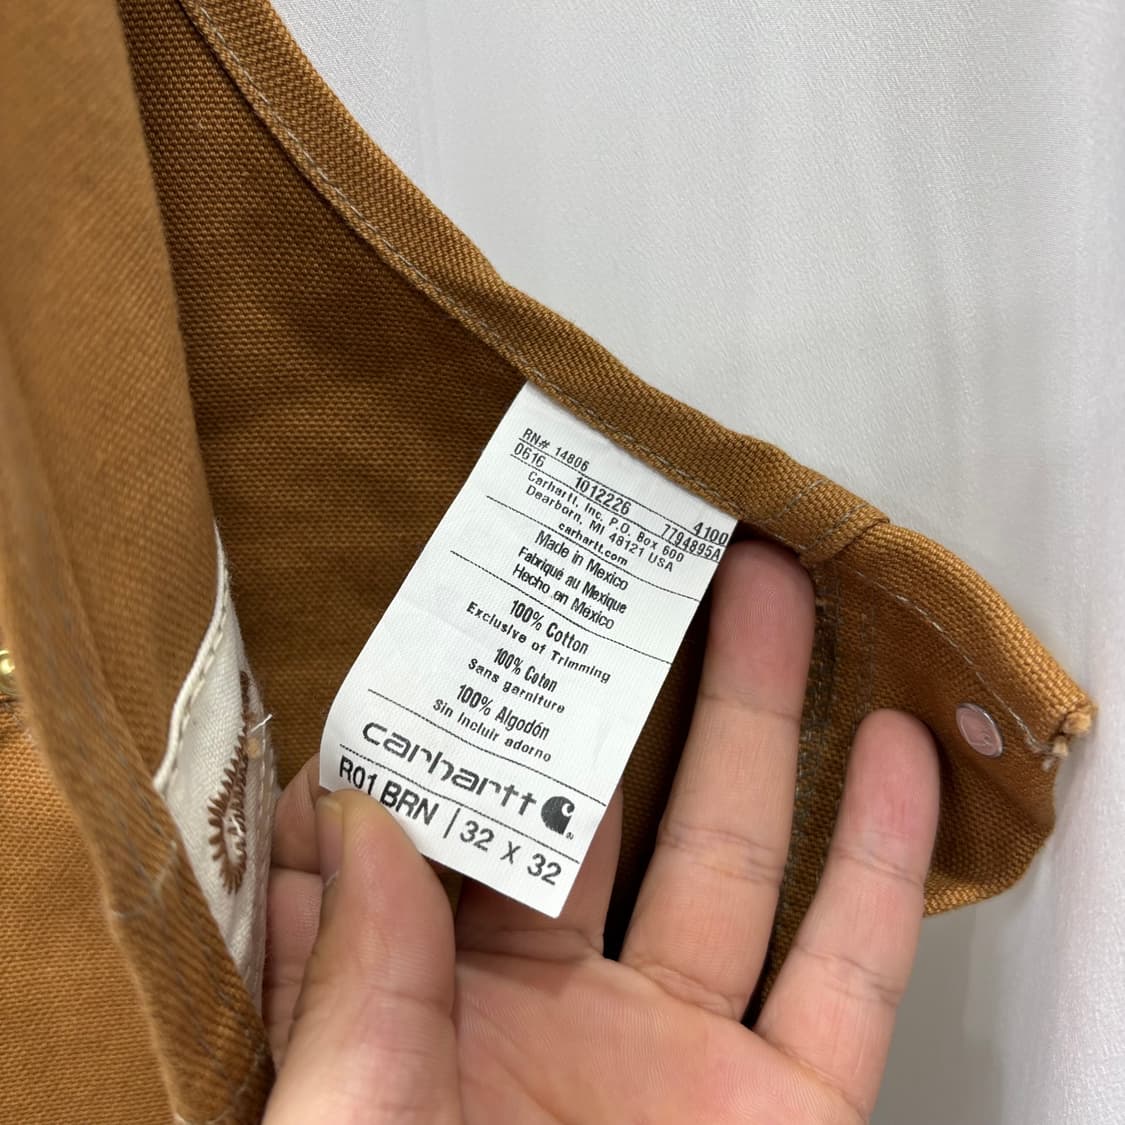 RN# 14806
0616 1012226 4100
Carhartt, Inc. P.O. Box 600 7794895A
Dearborn, MI 48121 USA
carhartt.com
Made in Mexico
Fabriqué au Mexique
Hecho en México
100% Cotton
Exclusive of Trimming
100% Coton
Sans garniture
100% Algodón
Sin Incluir adorno
carhartt
R01 BRN | 32 X 32